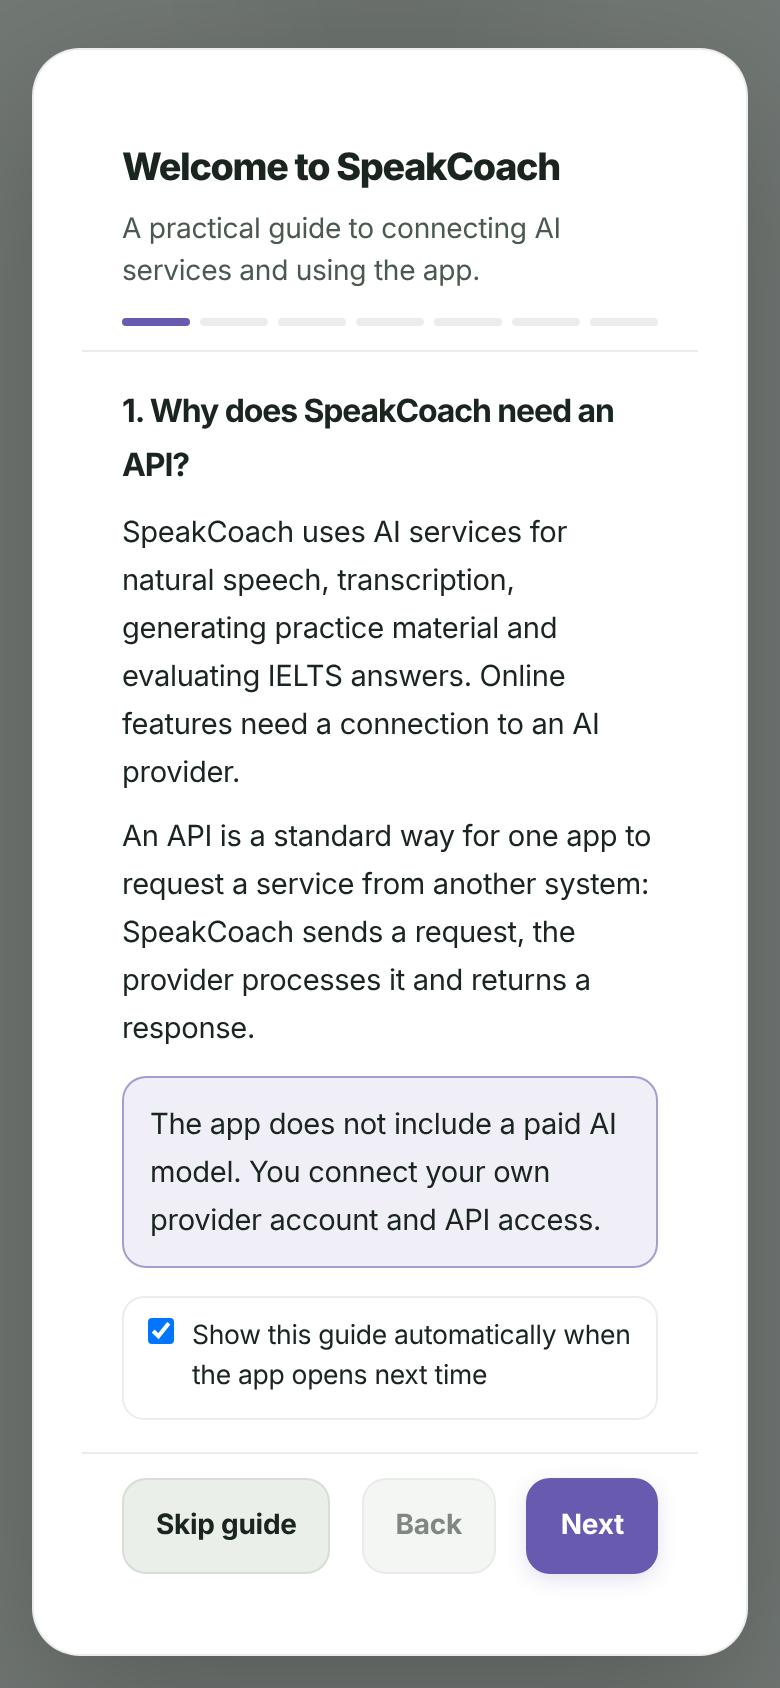 Welcome to SpeakCoach
A practical guide to connecting AI
services and using the app.
1. Why does SpeakCoach need an
API?
SpeakCoach uses AI services for
natural speech, transcription,
generating practice material and
evaluating IELTS answers. Online
features need a connection to an AI
provider.
An API is a standard way for one app to
request a service from another system:
SpeakCoach sends a request, the
provider processes it and returns a
response.
The app does not include a paid AI
model. You connect your own
provider account and API access.
Show this guide automatically when
the app opens next time
Skip guide
Back
Next